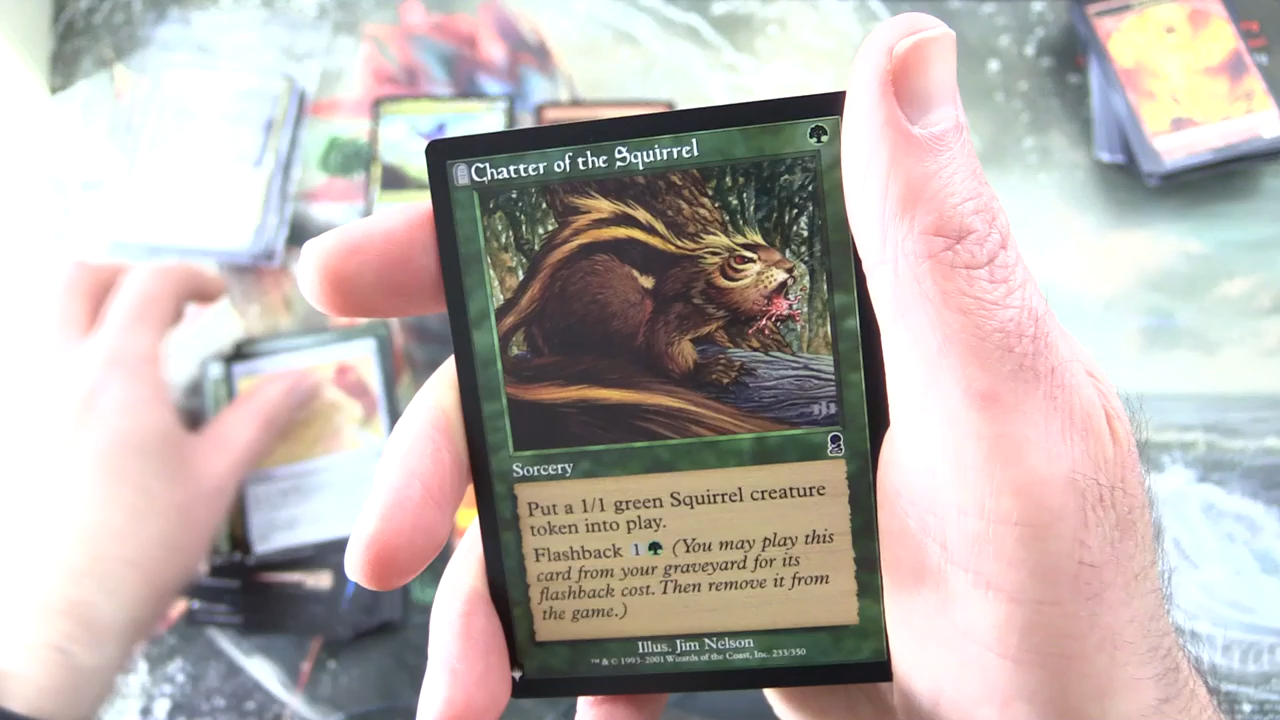 Chatter of the Squirrel
Sorcery
Put a 1/1 green Squirrel creature
token into play.
Flashback 1 (You may play this
card from your graveyard for its
flashback cost. Then remove it from
the game.)
Illus. Jim Nelson
™ & © 1993-2001 Wizards of the Coast, Inc. 233/350